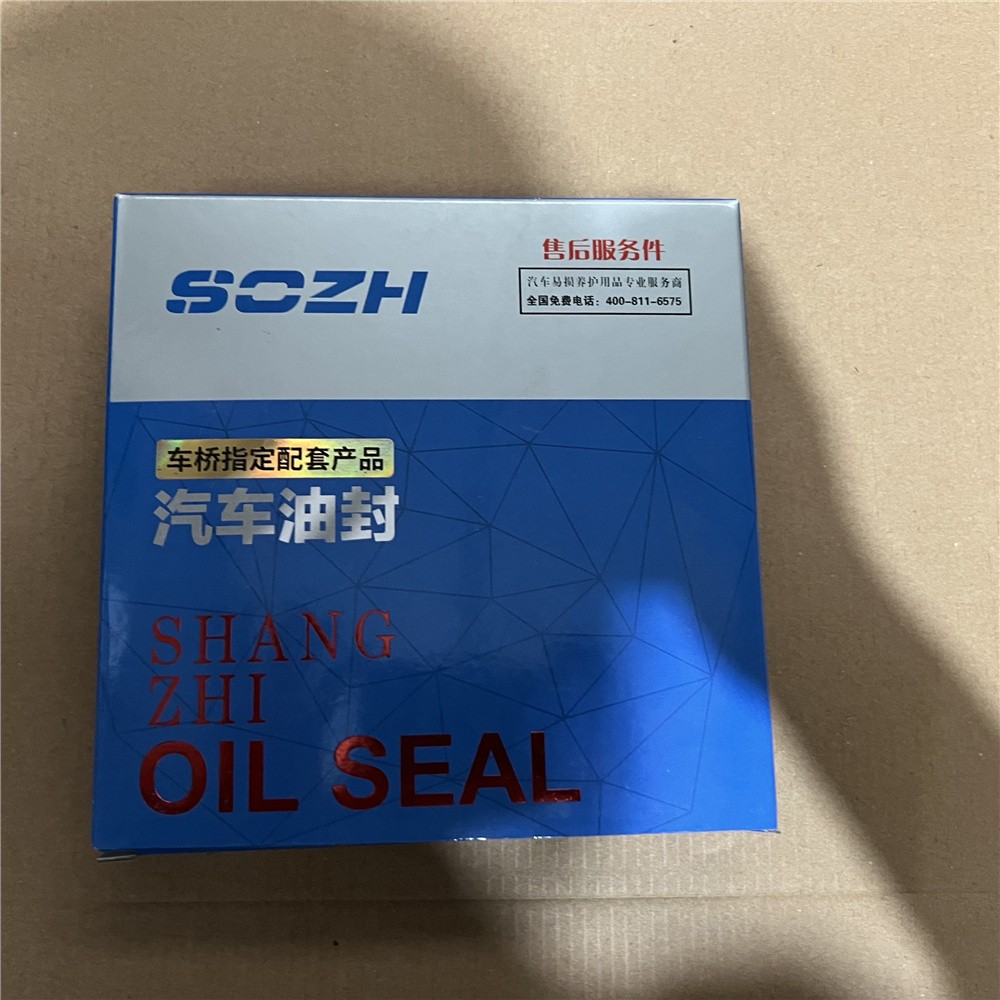 SOZH
售后服务件
汽车易损养护用品专业服务商
全国免费电话：400-811-6575
车桥指定配套产品
汽车油封
SHANG
ZHI
OIL SEAL